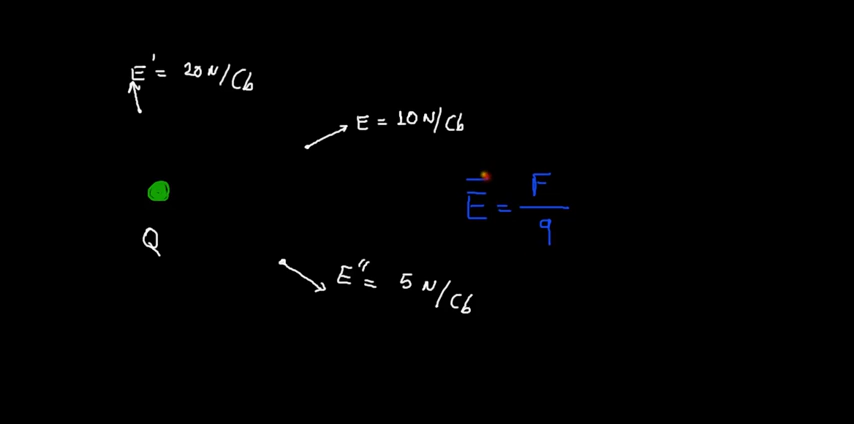 E' = 20 N/Cb
E = 10 N/Cb
E = F/q
Q
E" = 5 N/Cb